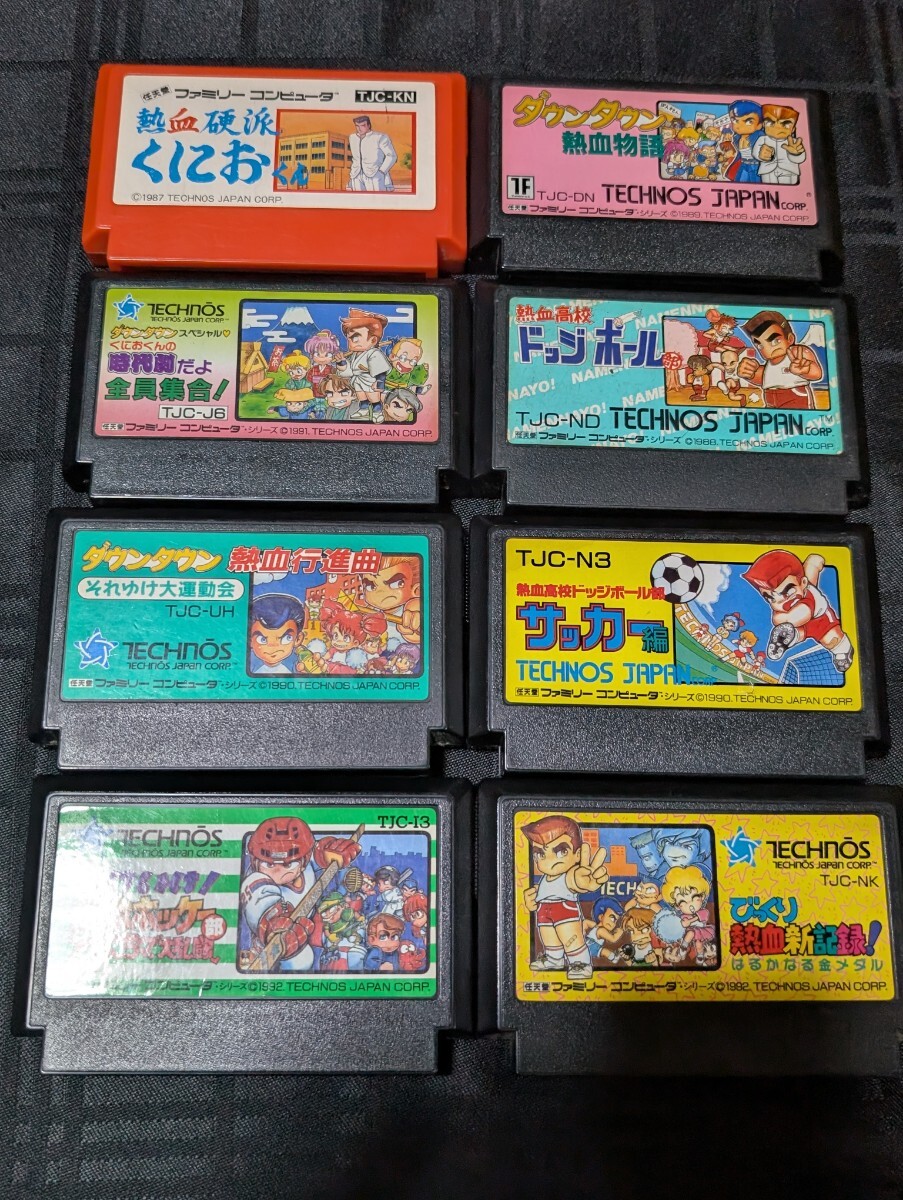 任天堂 ファミリー コンピュータ™ TJC-KN
熱血硬派
くにおくん
©1987 TECHNOS JAPAN CORP.
ダウンタウン
熱血物語
1F
TJC-DN TECHNOS JAPAN CORP.
任天堂 ファミリー コンピュータ・シリーズ ©1989, TECHNOS JAPAN CORP.
TECHNŌS
TECHNOS JAPAN CORP.™
ダウンタウンスペシャル♥
くにおくんの
時代劇だよ
全員集合!
TJC-J6
任天堂 ファミリー コンピュータ・シリーズ ©1991, TECHNOS JAPAN CORP.
熱血高校
ドッジボール部
NAMENNAYO!
TJC-ND TECHNOS JAPAN CORP.™
任天堂 ファミリー コンピュータ・シリーズ ©1988, TECHNOS JAPAN CORP.
ダウンタウン 熱血行進曲
それゆけ大運動会
TJC-UH
TECHNŌS
TECHNOS JAPAN CORP.™
任天堂 ファミリー コンピュータ・シリーズ ©1990, TECHNOS JAPAN CORP.
TJC-N3
熱血高校ドッジボール部
サッカー編
TECHNOS JAPAN
任天堂 ファミリー コンピュータ・シリーズ ©1990, TECHNOS JAPAN CORP.
TECHNŌS
JAPAN CORP.™
TJC-I3
ホッケー部
シリーズ ©1992, TECHNOS JAPAN CORP.
TECH
TECHNŌS
TECHNOS JAPAN CORP.™
TJC-NK
びっくり
熱血新記録!
はるかなる金メダル
任天堂 ファミリー コンピュータ・シリーズ ©1992, TECHNOS JAPAN CORP.